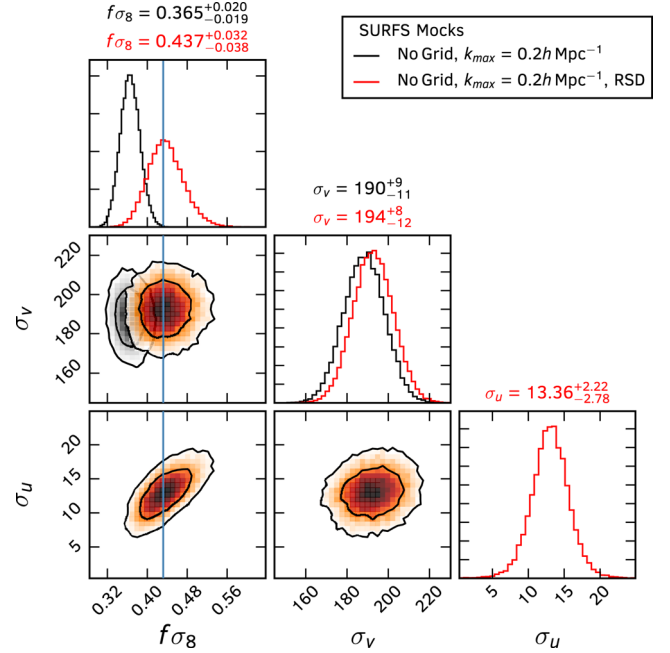 fσ₈ = 0.365⁺⁰·⁰²⁰₋₀.₀₁₉
fσ₈ = 0.437⁺⁰·⁰³²₋₀.₀₃₈
SURFS Mocks
No Grid, kₘₐₓ = 0.2h Mpc⁻¹
No Grid, kₘₐₓ = 0.2h Mpc⁻¹, RSD
σᵥ = 190⁺⁹₋₁₁
σᵥ = 194⁺⁸₋₁₂
220
200
180
160
σᵥ
σᵤ = 13.36⁺²·²²₋₂.₇₈
20
15
10
5
σᵤ
0.32 0.40 0.48 0.56
160 180 200 220
5 10 15 20
fσ₈
σᵥ
σᵤ